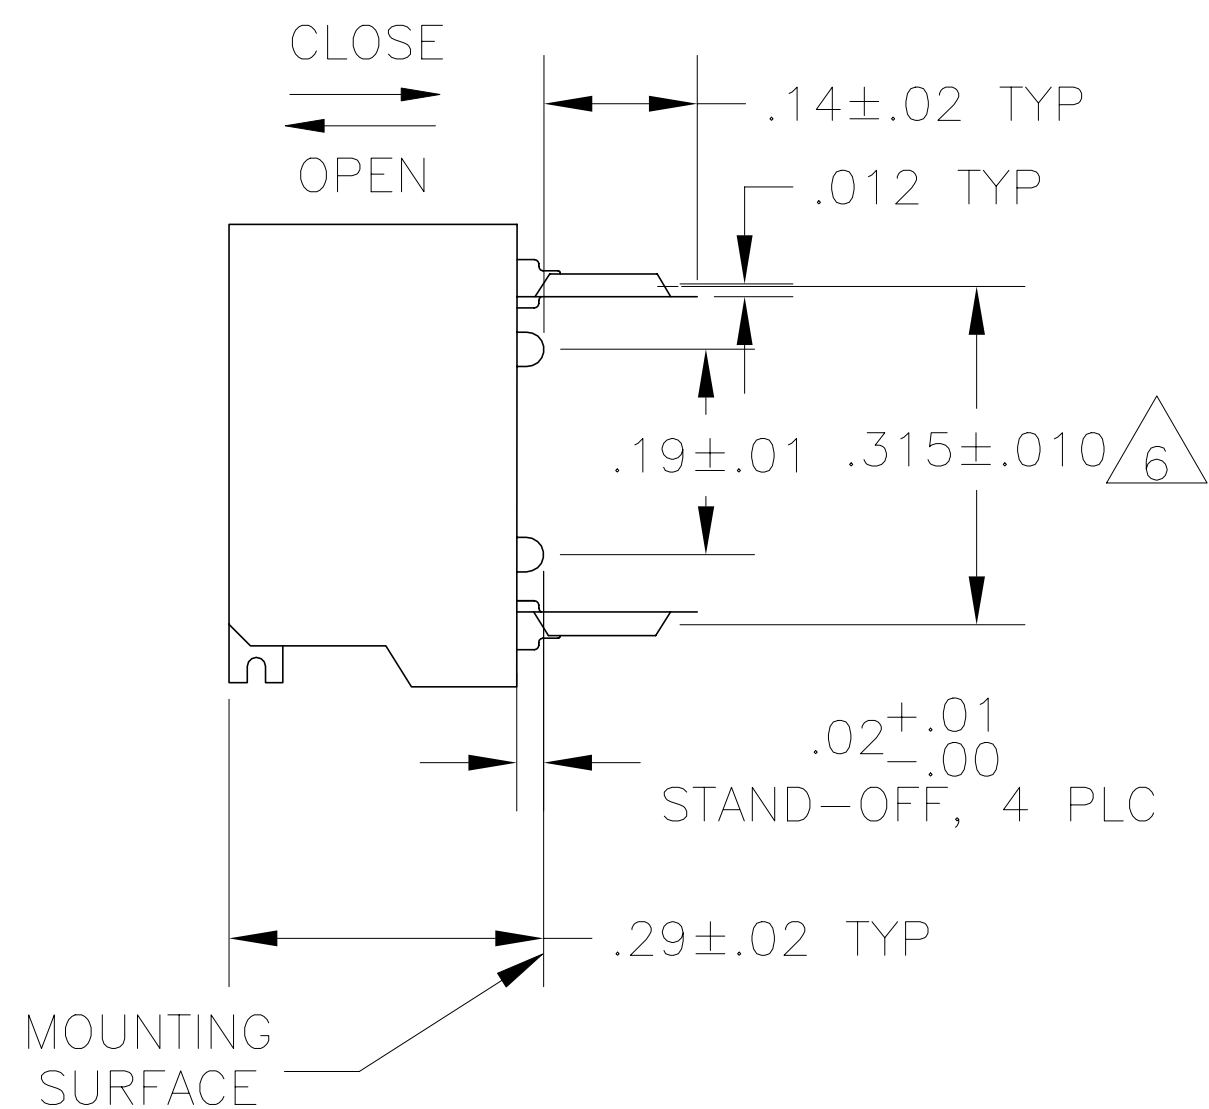 CLOSE
OPEN
.14±.02 TYP
.012 TYP
.19±.01
.315±.010
6
.02+.01
-.00
STAND-OFF, 4 PLC
.29±.02 TYP
MOUNTING
SURFACE